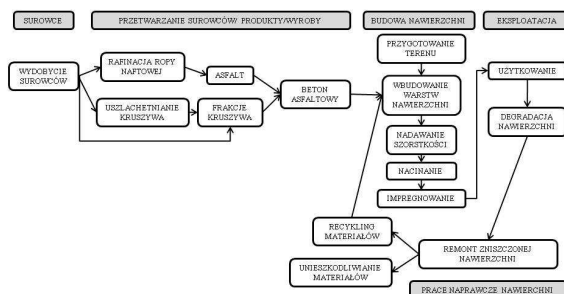 SUROWCE
PRZETWARZANIE SUROWCÓW/ PRODUKTY/WYROBY
BUDOWA NAWIERZCHNI
EKSPLOATACJA
WYDOBYCIE
SUROWCÓW
RAFINACJA ROPY
NAFTOWEJ
ASFALT
USZLACHETNIANIE
KRUSZYWA
FRAKCJE
KRUSZYWA
BETON
ASFALTOWY
PRZYGOTOWANIE
TERENU
WBUDOWANIE
WARSTW
NAWIERZCHNI
NADAWANIE
SZORSTKOŚCI
NACINANIE
IMPREGNOWANIE
UŻYTKOWANIE
DEGRADACJA
NAWIERZCHNI
RECYKLING
MATERIAŁÓW
UNIESZKODLIWIANIE
MATERIAŁÓW
REMONT ZNISZCZONEJ
NAWIERZCHNI
PRACE NAPRAWCZE NAWIERCHNI